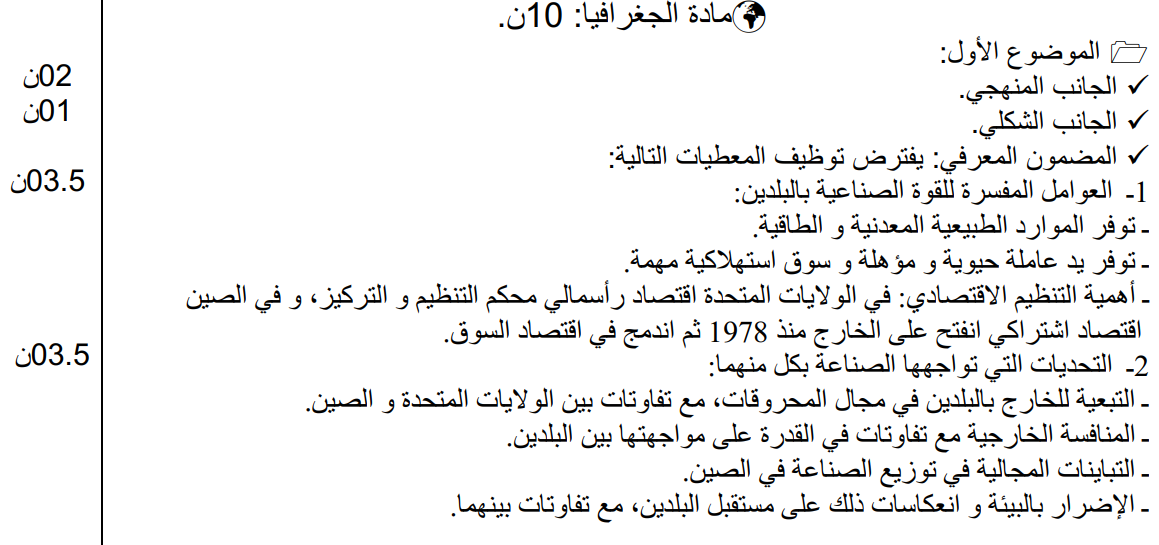 مادة الجغرافيا: 10ن.
الموضوع الأول:
✓ الجانب المنهجي.
02ن
✓ الجانب الشكلي.
01ن
✓ المضمون المعرفي: يفترض توظيف المعطيات التالية:
1ـ العوامل المفسرة للقوة الصناعية بالبلدين:
03.5ن
ـ توفر الموارد الطبيعية المعدنية و الطاقية.
ـ توفر يد عاملة حيوية و مؤهلة و سوق استهلاكية مهمة.
ـ أهمية التنظيم الاقتصادي: في الولايات المتحدة اقتصاد رأسمالي محكم التنظيم و التركيز، و في الصين
اقتصاد اشتراكي انفتح على الخارج منذ 1978 ثم اندمج في اقتصاد السوق.
2ـ التحديات التي تواجهها الصناعة بكل منهما:
03.5ن
ـ التبعية للخارج بالبلدين في مجال المحروقات، مع تفاوتات بين الولايات المتحدة و الصين.
ـ المنافسة الخارجية مع تفاوتات في القدرة على مواجهتها بين البلدين.
ـ التباينات المجالية في توزيع الصناعة في الصين.
ـ الإضرار بالبيئة و انعكاسات ذلك على مستقبل البلدين، مع تفاوتات بينهما.